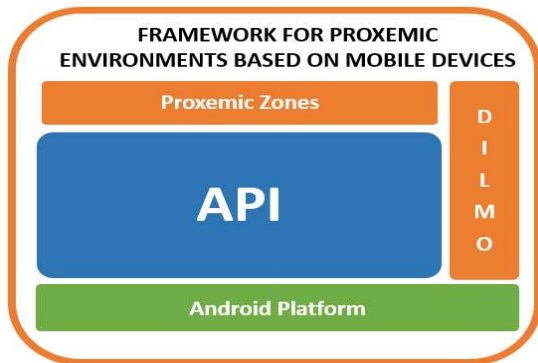 FRAMEWORK FOR PROXEMIC
ENVIRONMENTS BASED ON MOBILE DEVICES
Proxemic Zones
API
D
I
L
M
O
Android Platform